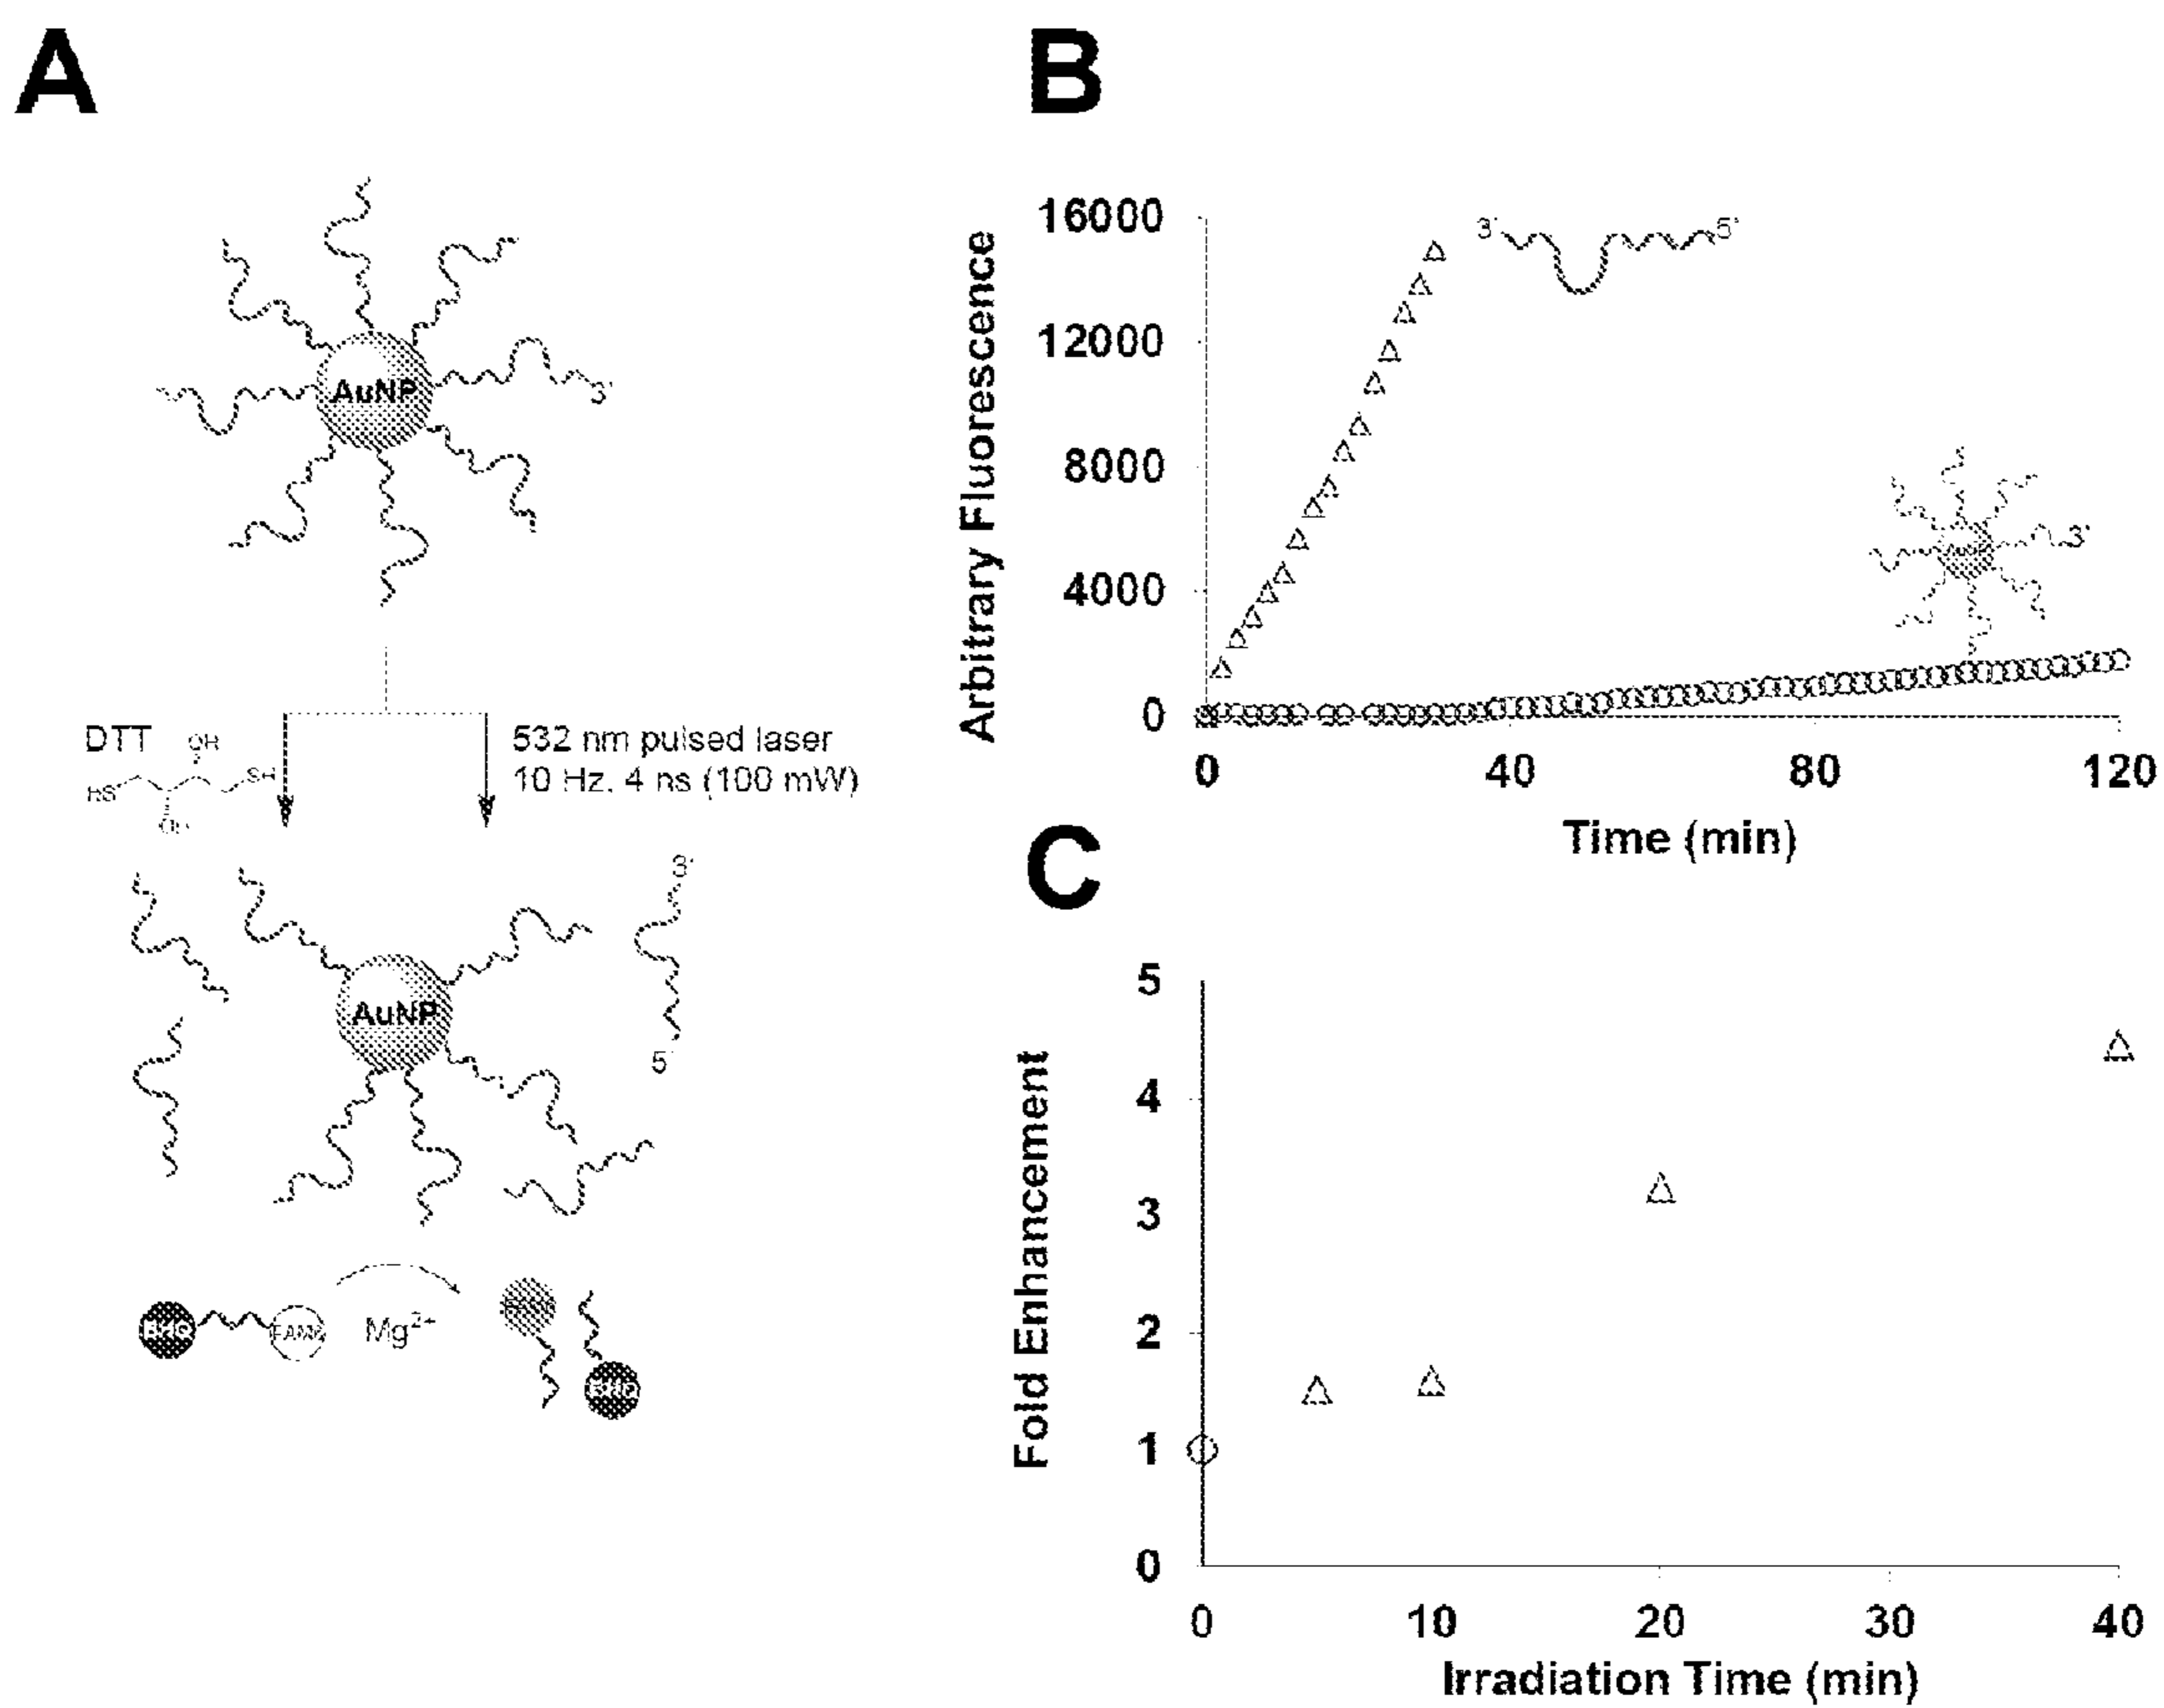 A
AuNP
3'
DTT
OH
HS
SH
OH
532 nm pulsed laser
10 Hz, 4 ns (100 mW)
3'
AuNP
5'
BHQ
FAM
Mg2+
BHQ
B
Arbitrary Fluorescence
16000
12000
8000
4000
0
3'
5'
AuNP
3'
0
40
80
120
Time (min)
C
Fold Enhancement
5
4
3
2
1
0
0
10
20
30
40
Irradiation Time (min)